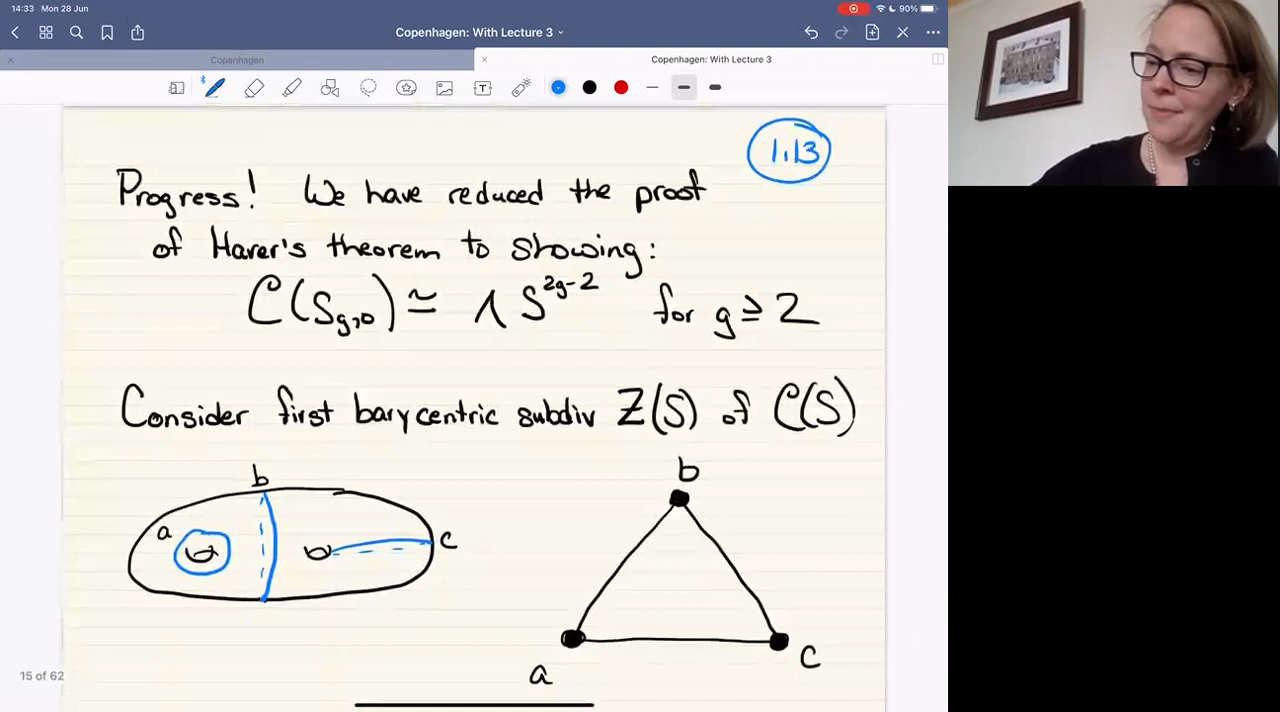 14:33 Mon 28 Jun
90%
Copenhagen: With Lecture 3
Copenhagen
Copenhagen: With Lecture 3
1.13
Progress! We have reduced the proof
of Harer's theorem to showing:
C(S_{g,0}) ≃ ⋀ S^{2g-2} for g ≥ 2
Consider first barycentric subdiv Z(S) of C(S)
b
a
c
b
a
c
15 of 62